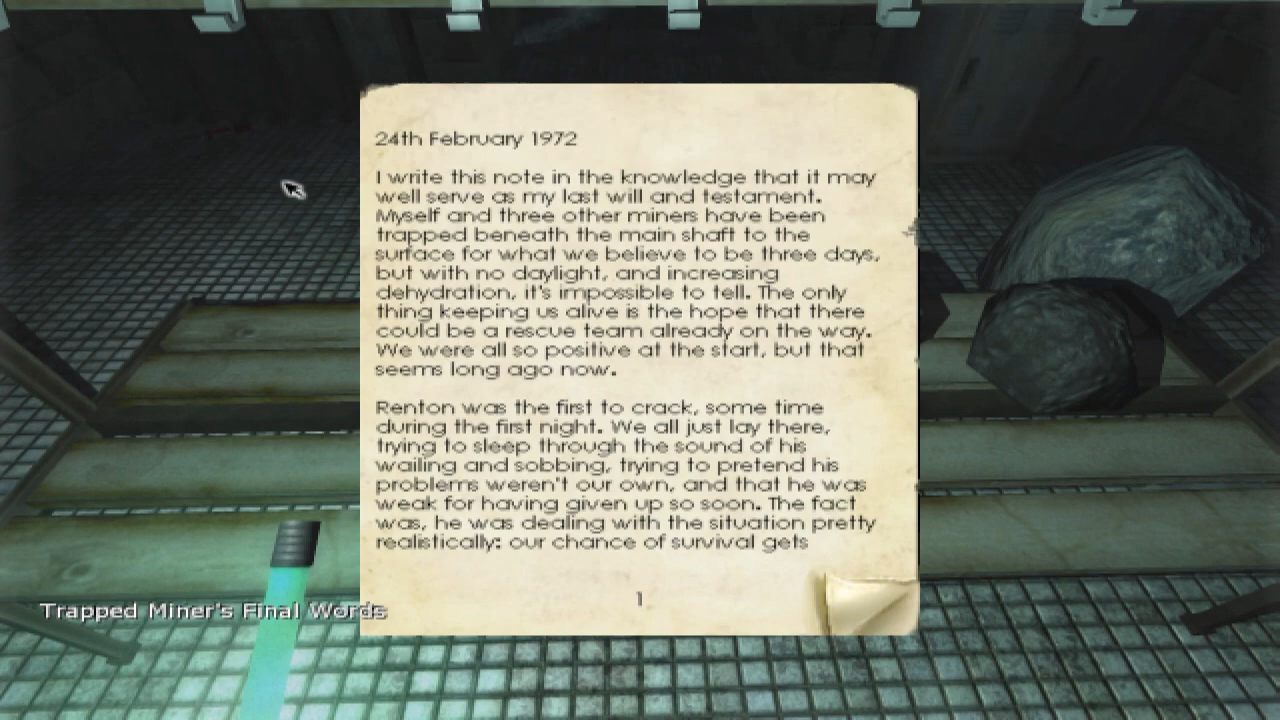 24th February 1972
I write this note in the knowledge that it may
well serve as my last will and testament.
Myself and three other miners have been
trapped beneath the main shaft to the
surface for what we believe to be three days,
but with no daylight, and increasing
dehydration, it's impossible to tell. The only
thing keeping us alive is the hope that there
could be a rescue team already on the way.
We were all so positive at the start, but that
seems long ago now.
Renton was the first to crack, some time
during the first night. We all just lay there,
trying to sleep through the sound of his
wailing and sobbing, trying to pretend his
problems weren't our own, and that he was
weak for having given up so soon. The fact
was, he was dealing with the situation pretty
realistically: our chance of survival gets
1
Trapped Miner's Final Words